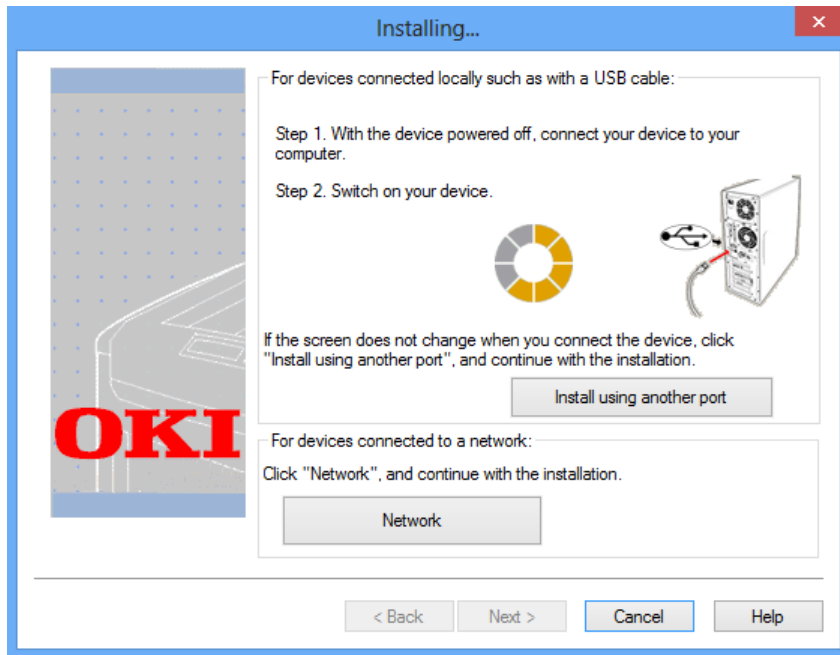 Installing...
For devices connected locally such as with a USB cable:
Step 1. With the device powered off, connect your device to your
computer.
Step 2. Switch on your device.
If the screen does not change when you connect the device, click
"Install using another port", and continue with the installation.
Install using another port
OKI
For devices connected to a network:
Click "Network", and continue with the installation.
Network
< Back
Next >
Cancel
Help